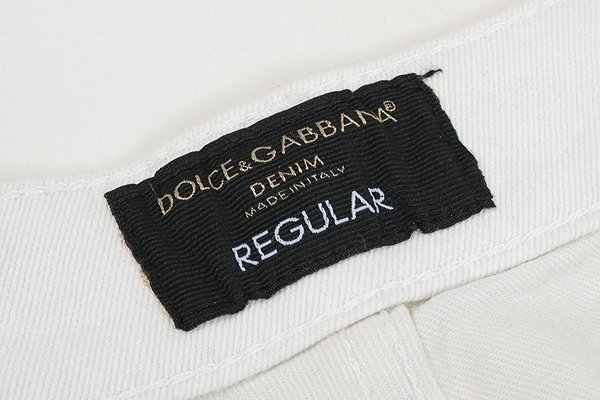 DOLCE&GABBANA®
DENIM
MADE IN ITALY
REGULAR